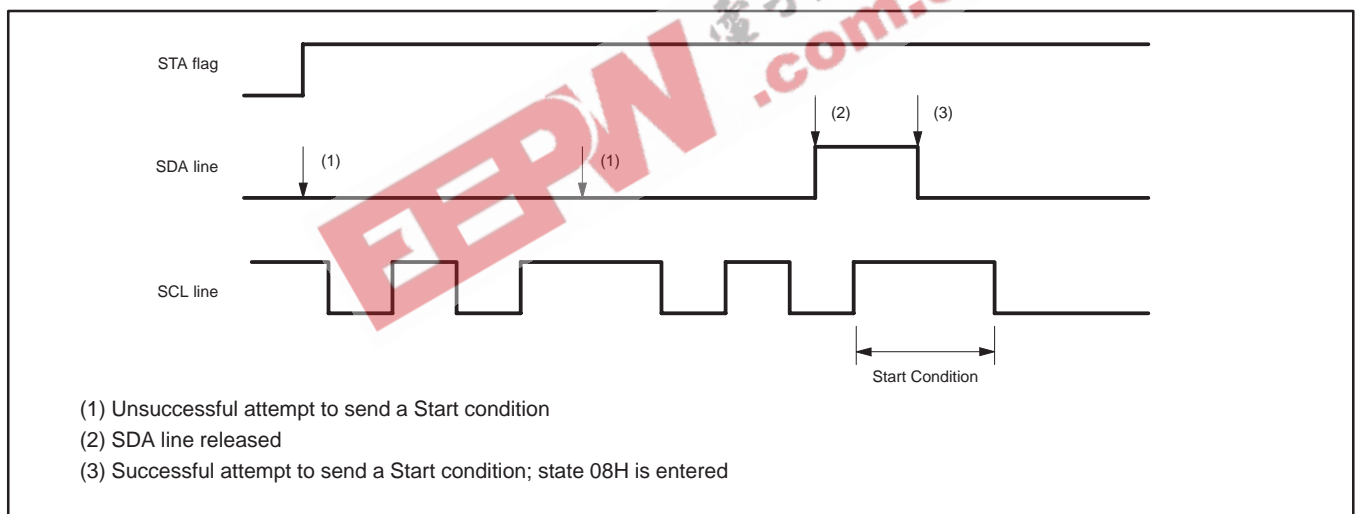 STA flag
(2) (3)
SDA line (1) (1)
SCL line
Start Condition
(1) Unsuccessful attempt to send a Start condition
(2) SDA line released
(3) Successful attempt to send a Start condition; state 08H is entered
EEPW
.com.